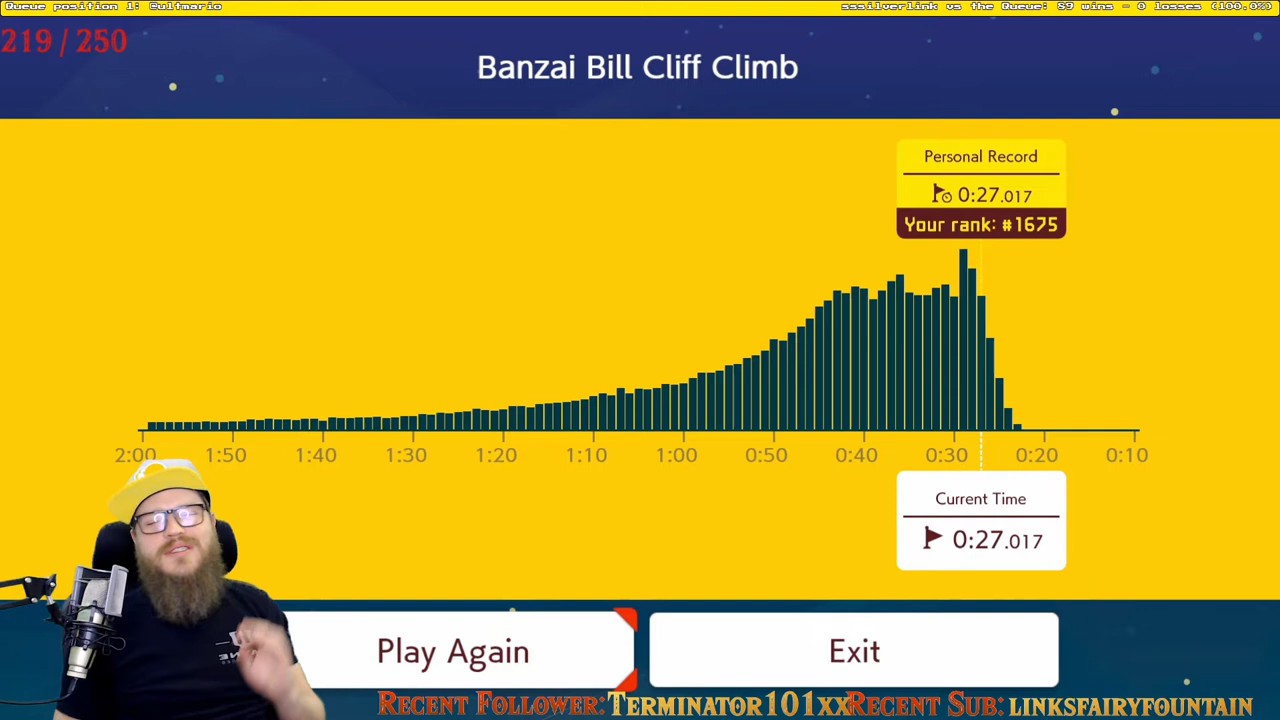 Queue position 1: Cultmario
sssilverlink vs the Queue: 89 wins - 0 losses (100.0%)
219 / 250
Banzai Bill Cliff Climb
Personal Record
0:27.017
Your rank: #1675
2:00 1:50 1:40 1:30 1:20 1:10 1:00 0:50 0:40 0:30 0:20 0:10
Current Time
0:27.017
Play Again
Exit
Recent Follower: Terminator101xx
Recent Sub: linksfairyfountain